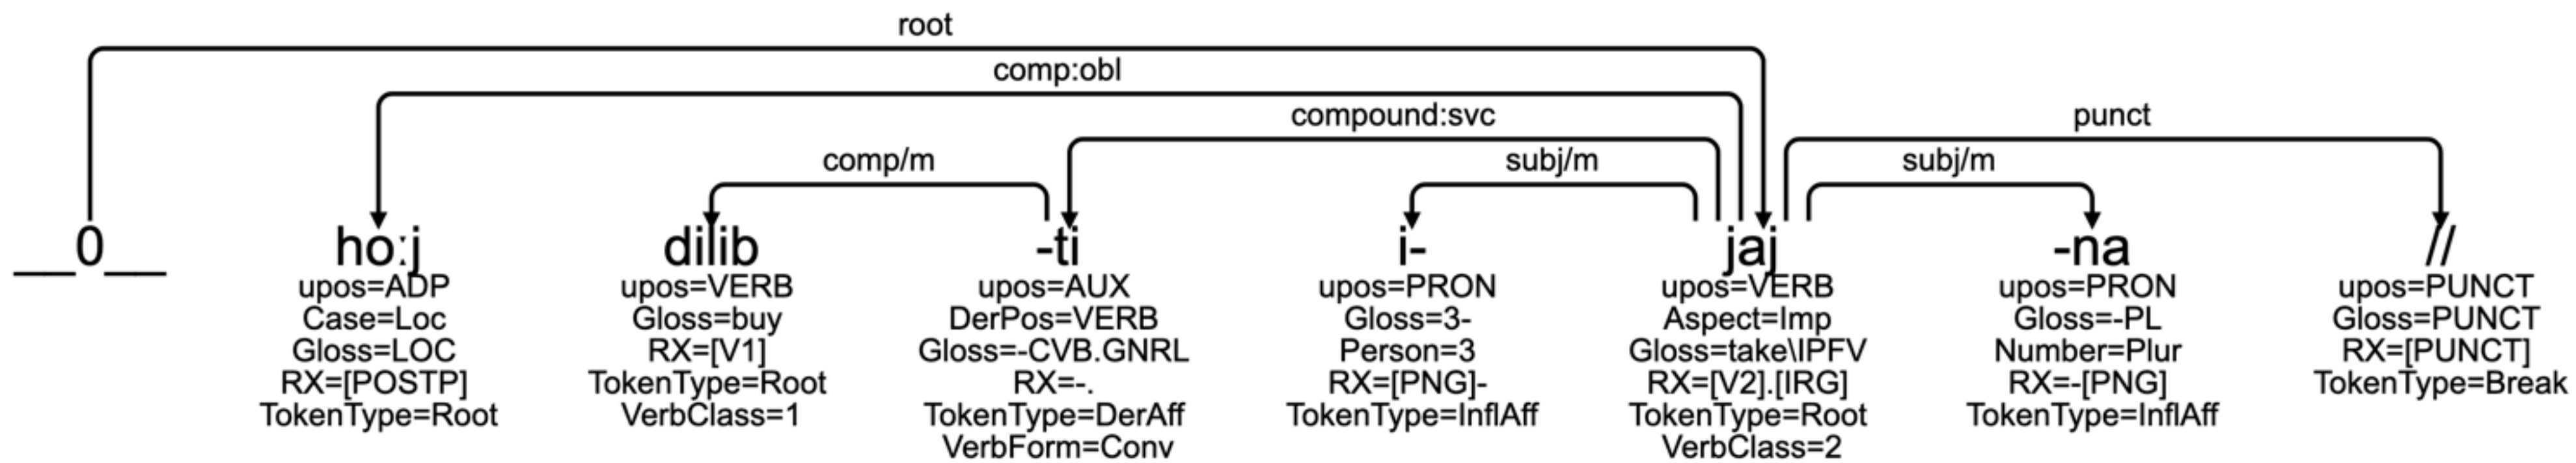 root
comp:obl
compound:svc punct
comp/m subj/m subj/m
__0__ ho:j dilib -ti i- jaj -na //
upos=ADP upos=VERB upos=AUX upos=PRON upos=VERB upos=PRON upos=PUNCT
Case=Loc Gloss=buy DerPos=VERB Gloss=3- Aspect=Imp Gloss=-PL Gloss=PUNCT
Gloss=LOC RX=[V1] Gloss=-CVB.GNRL Person=3 Gloss=take\IPFV Number=Plur RX=[PUNCT]
RX=[POSTP] TokenType=Root RX=-. RX=[PNG]- RX=[V2].[IRG] RX=-[PNG] TokenType=Break
TokenType=Root VerbClass=1 TokenType=DerAff TokenType=InflAff TokenType=Root TokenType=InflAff
VerbForm=Conv VerbClass=2